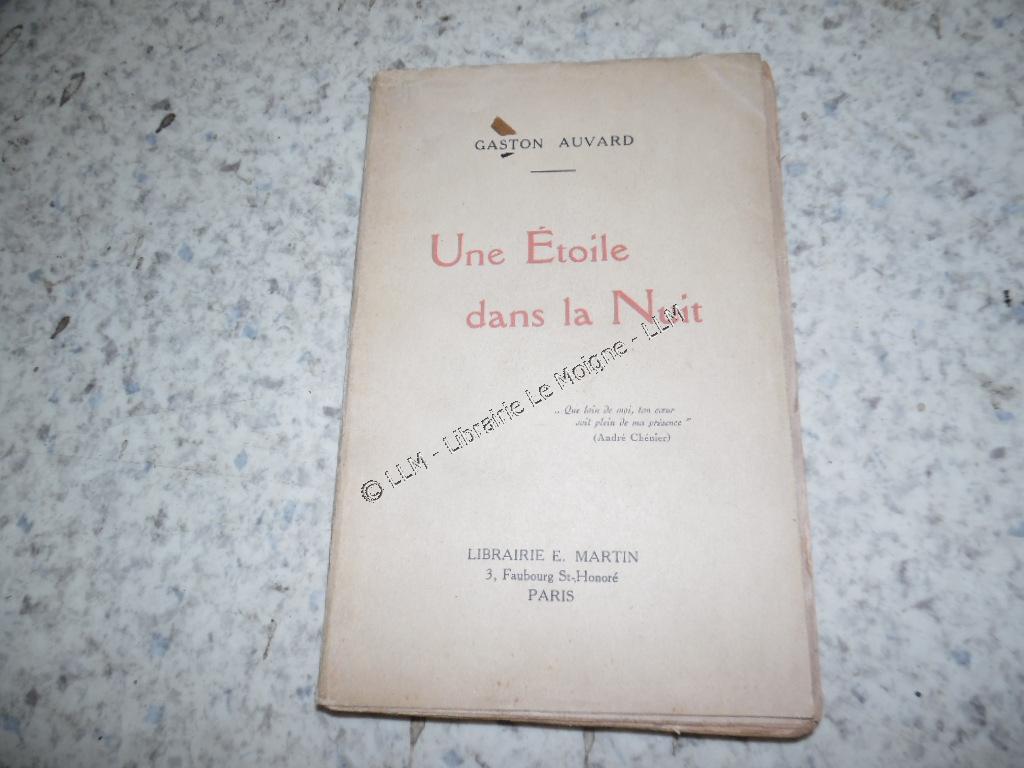 GASTON AUVARD
Une Étoile
dans la Nuit
„ Que loin de moi, ton cœur
soit plein de ma présence "
(André Chénier)
© LLM - Librairie Le Moigne - LLM
LIBRAIRIE E. MARTIN
3, Faubourg St-Honoré
PARIS